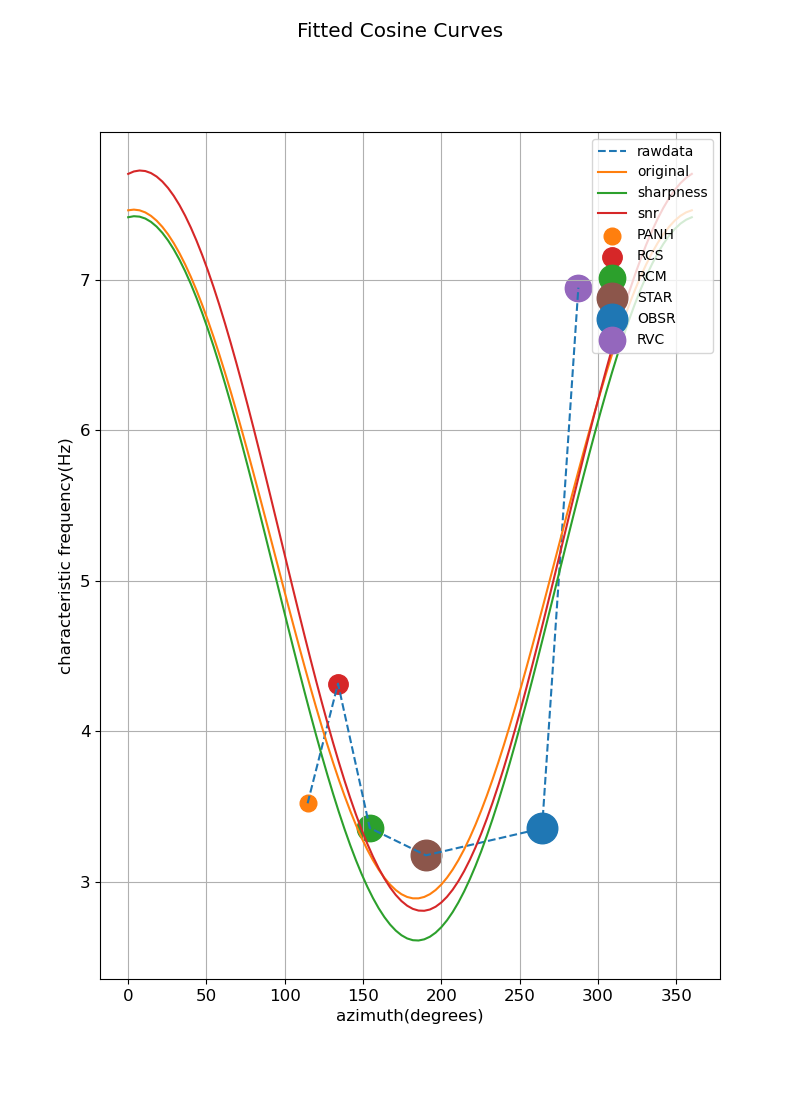 Fitted Cosine Curves
rawdata
original
sharpness
snr
PANH
RCS
RCM
STAR
OBSR
RVC
characteristic frequency(Hz)
7
6
5
4
3
0 50 100 150 200 250 300 350
azimuth(degrees)